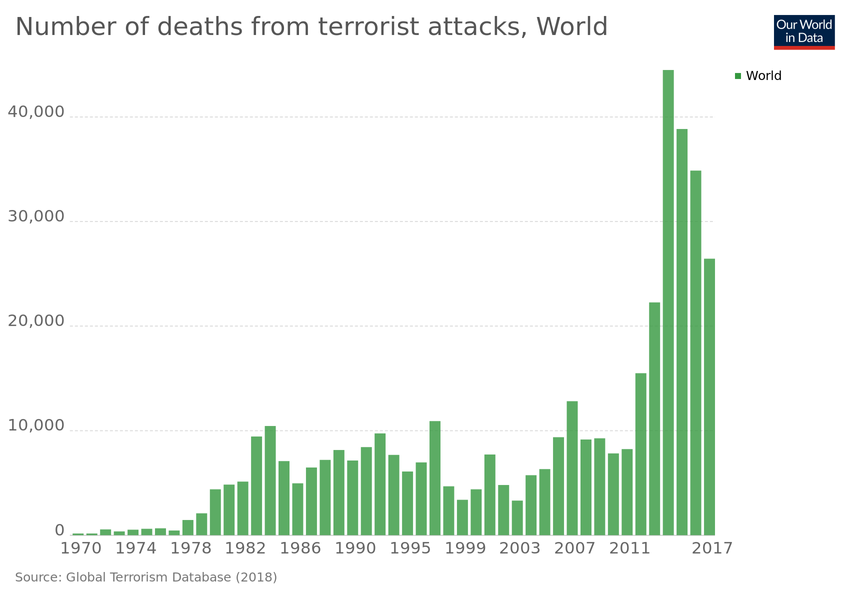 Number of deaths from terrorist attacks, World
Our World
in Data
World
40,000
30,000
20,000
10,000
0
1970 1974 1978 1982 1986 1990 1995 1999 2003 2007 2011 2017
Source: Global Terrorism Database (2018)